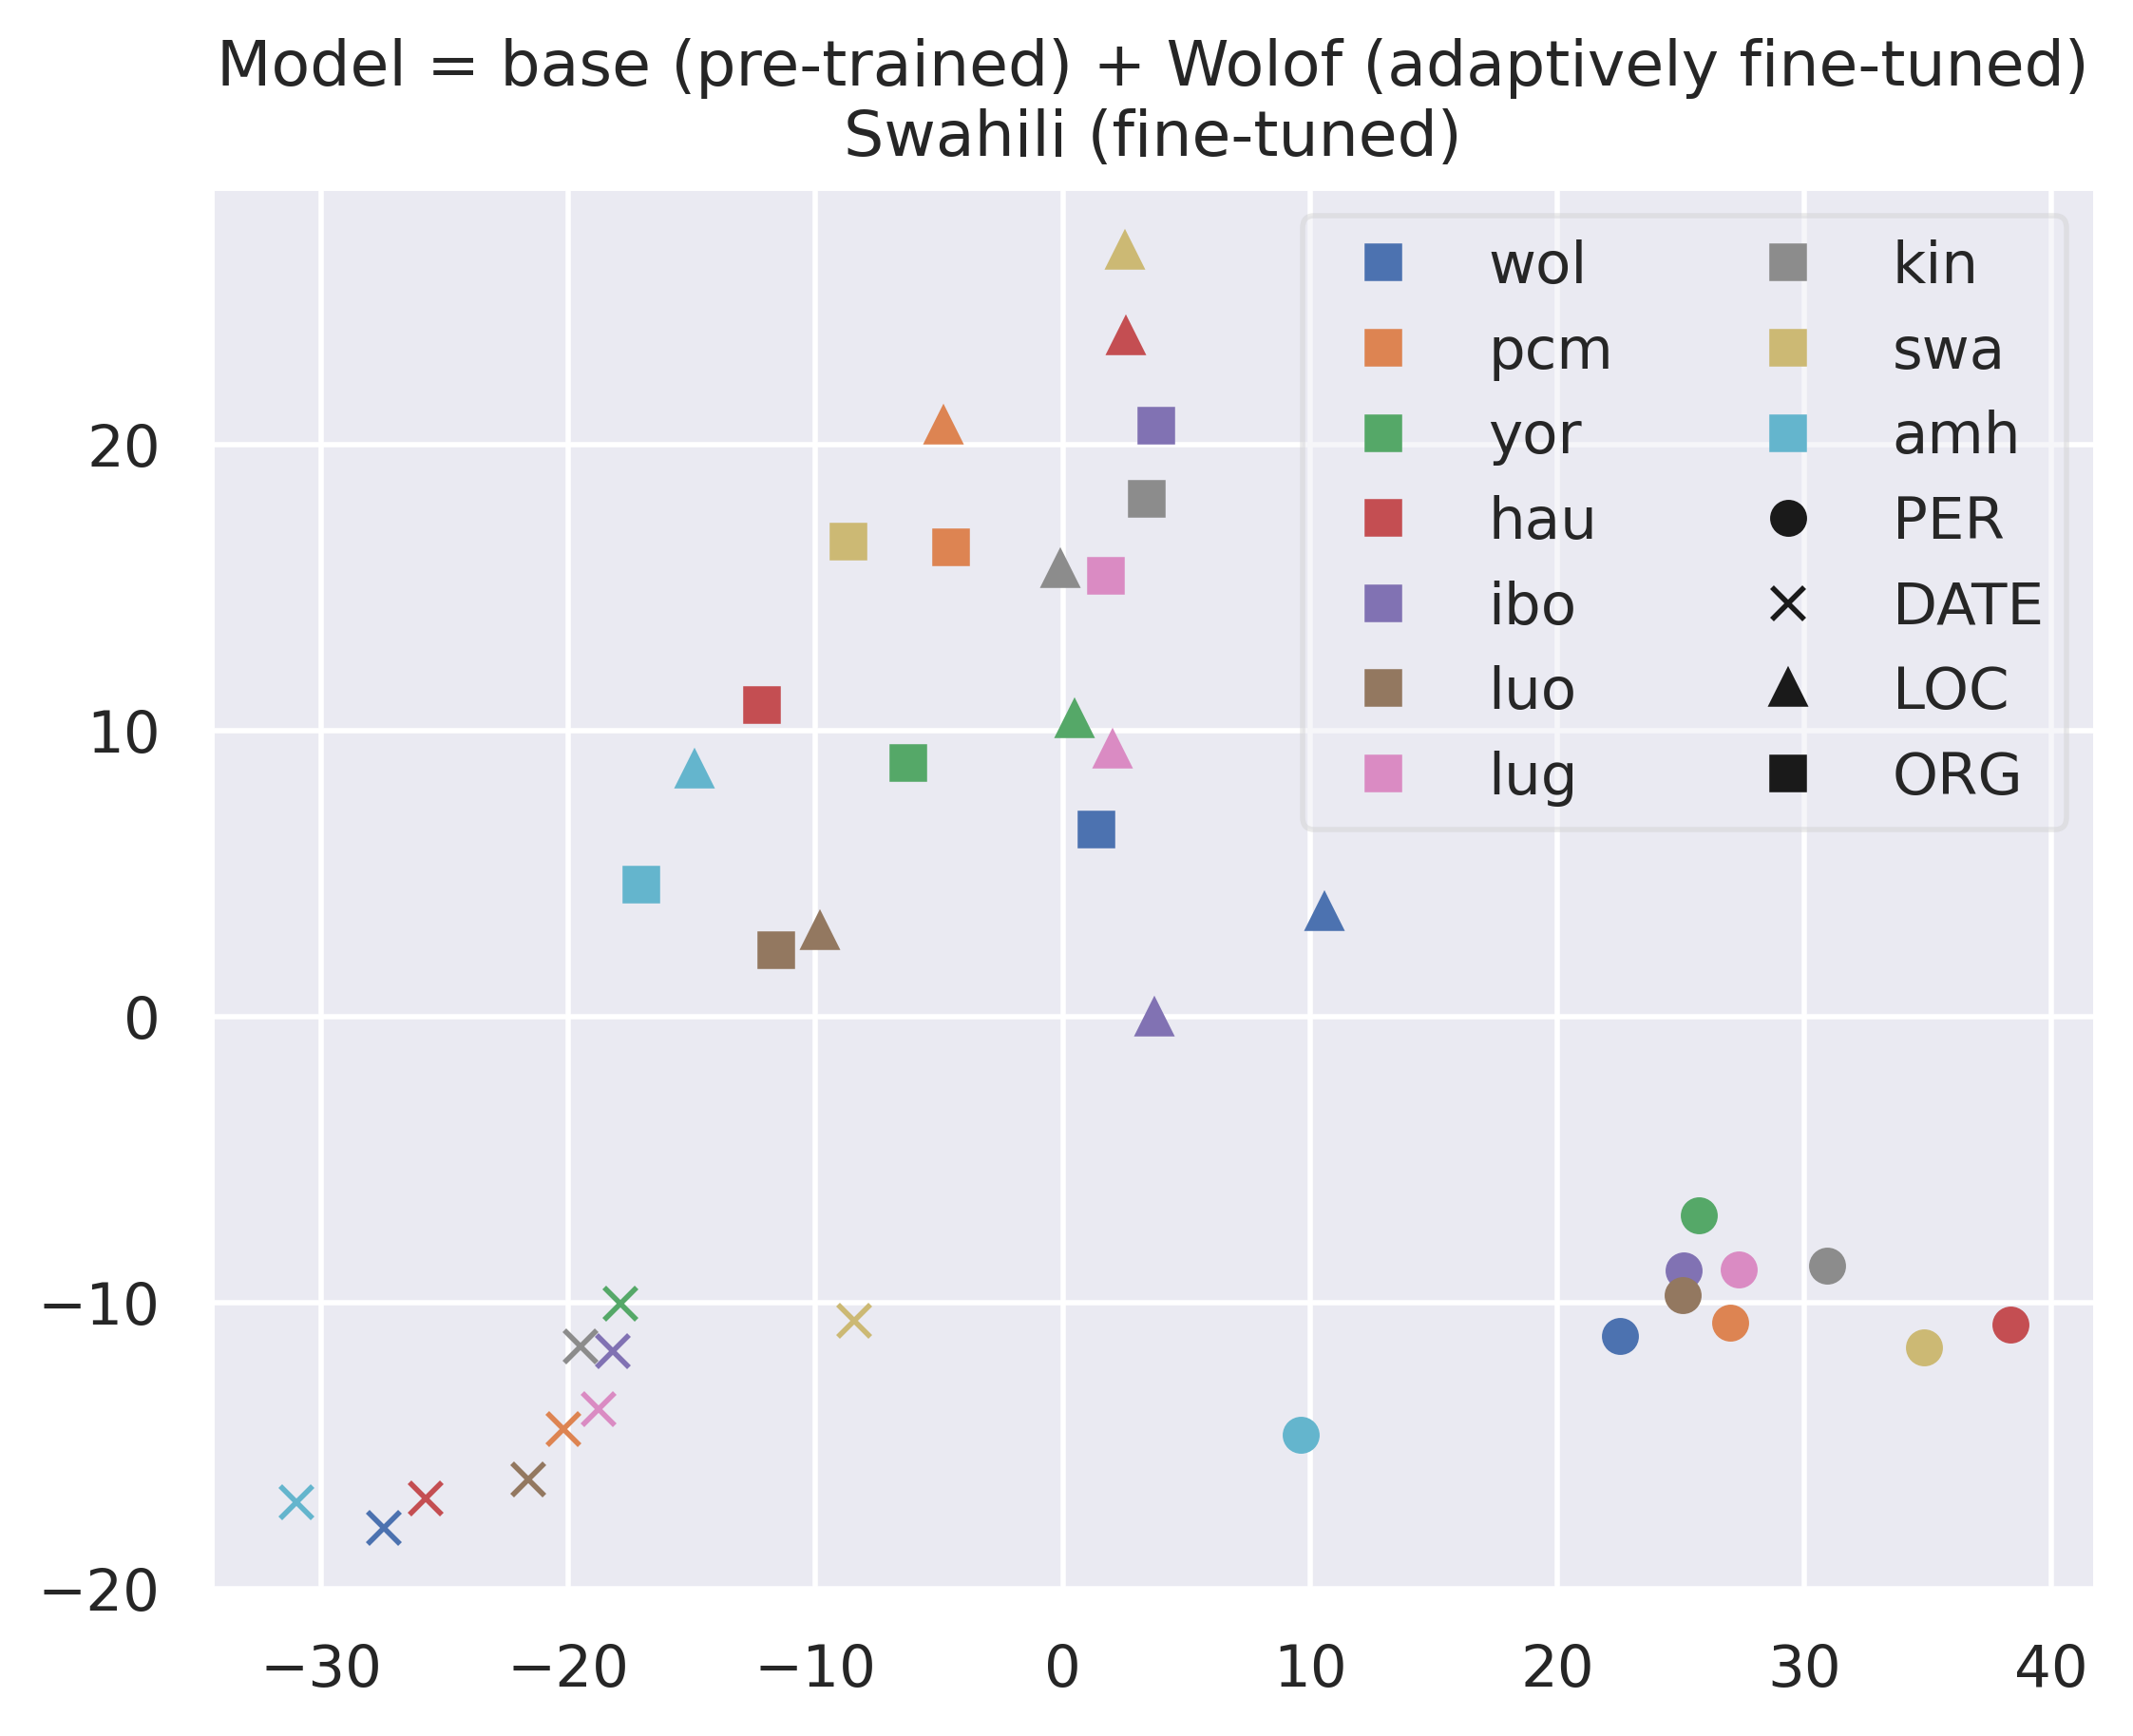 Model = base (pre-trained) + Wolof (adaptively fine-tuned)
Swahili (fine-tuned)
wol
pcm
yor
hau
ibo
luo
lug
kin
swa
amh
PER
DATE
LOC
ORG
20
10
0
−10
−20
−30 −20 −10 0 10 20 30 40